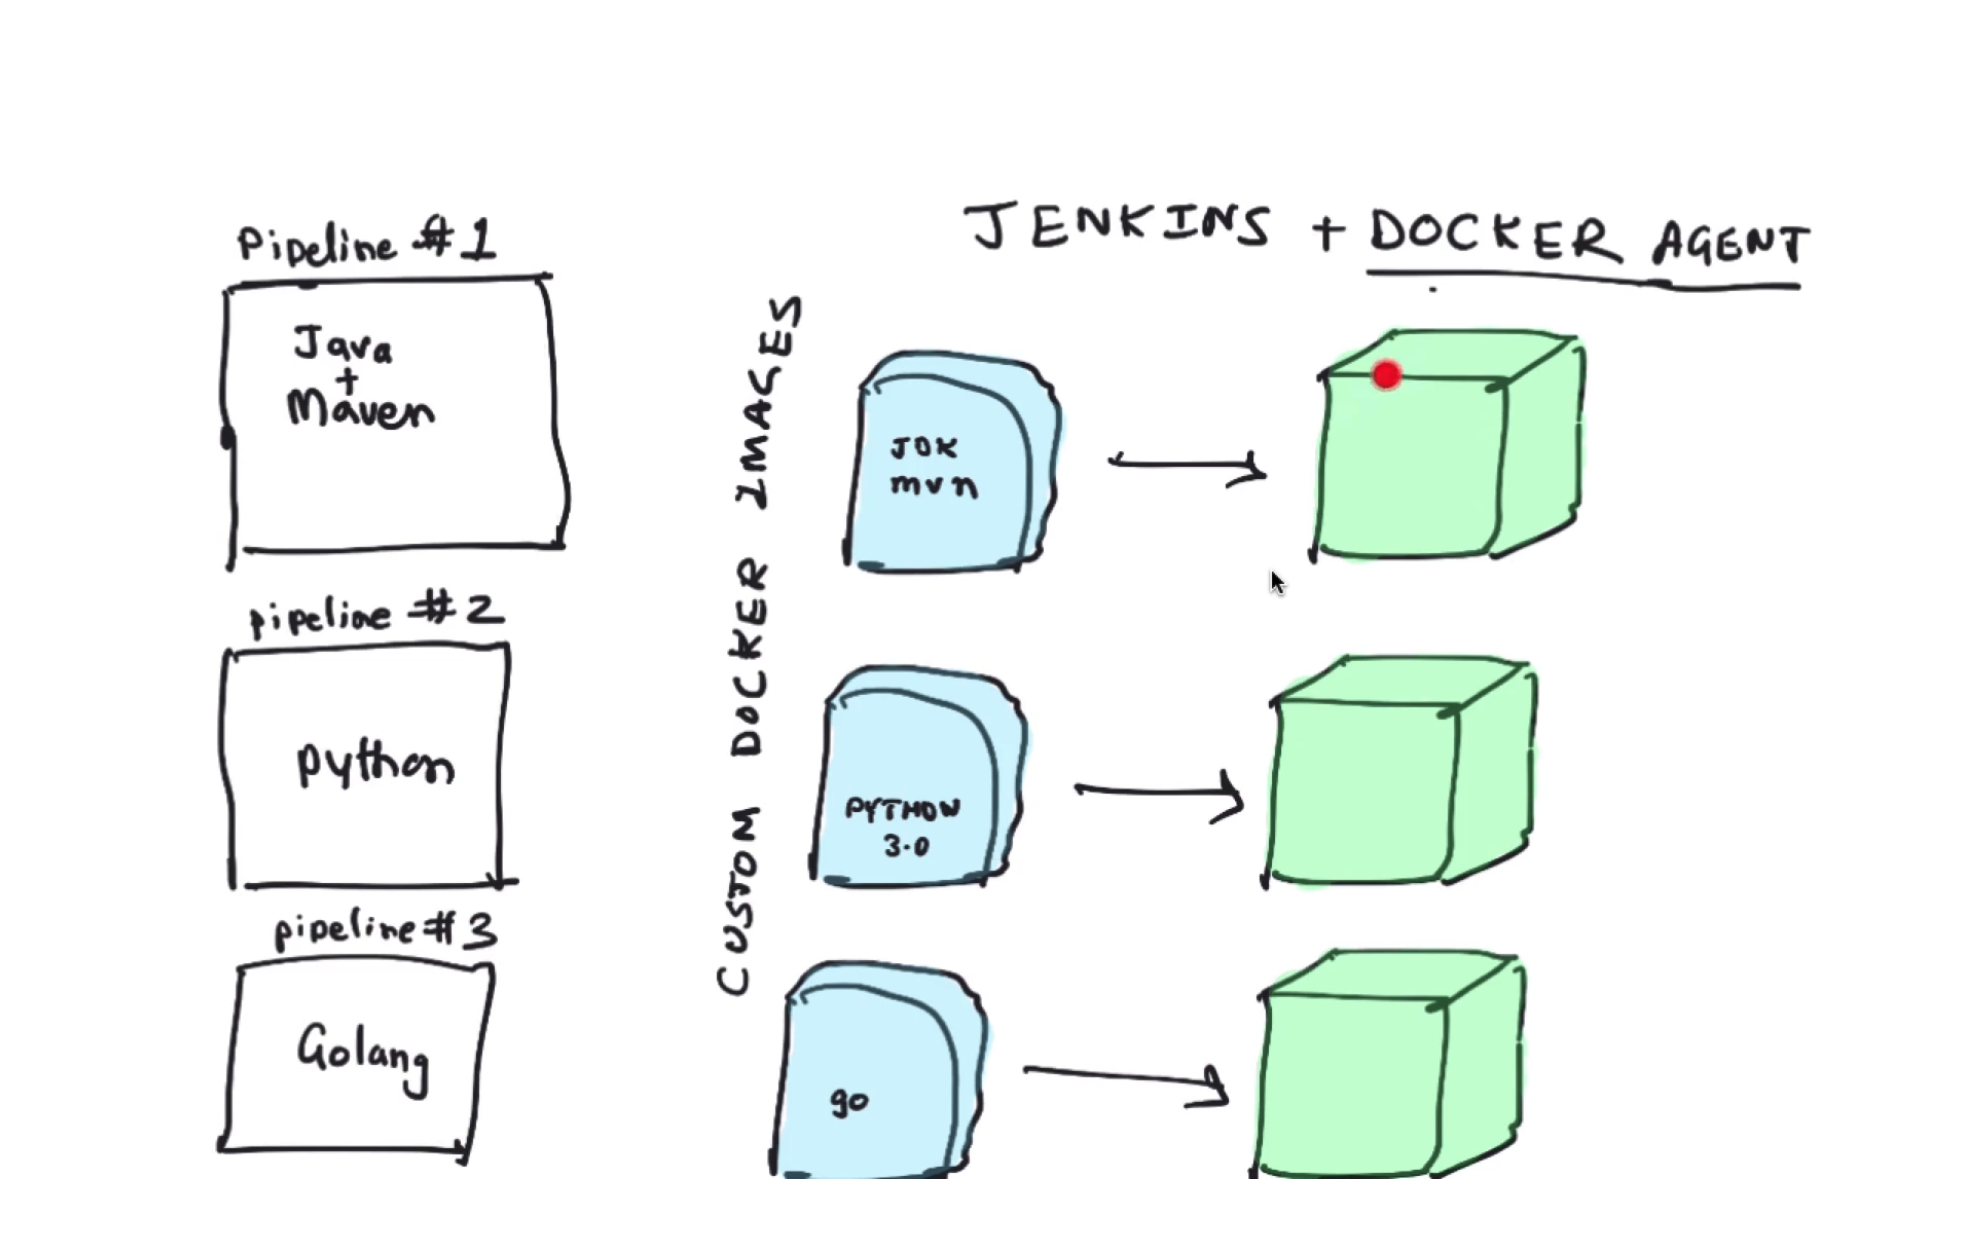 JENKINS + DOCKER AGENT
Pipeline #1
Java
+
Maven
pipeline #2
python
pipeline #3
Golang
CUSTOM DOCKER IMAGES
JDK
mvn
PYTHON
3.0
go